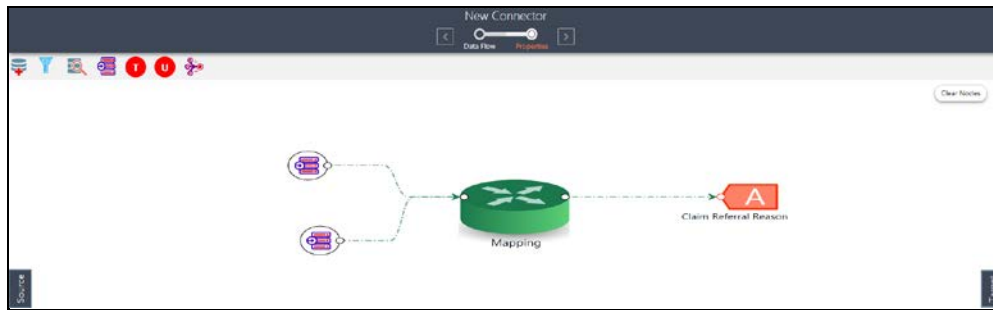 New Connector
Data Flow
Properties
T
U
Clear Nodes
A
Claim Referral Reason
Mapping
Source